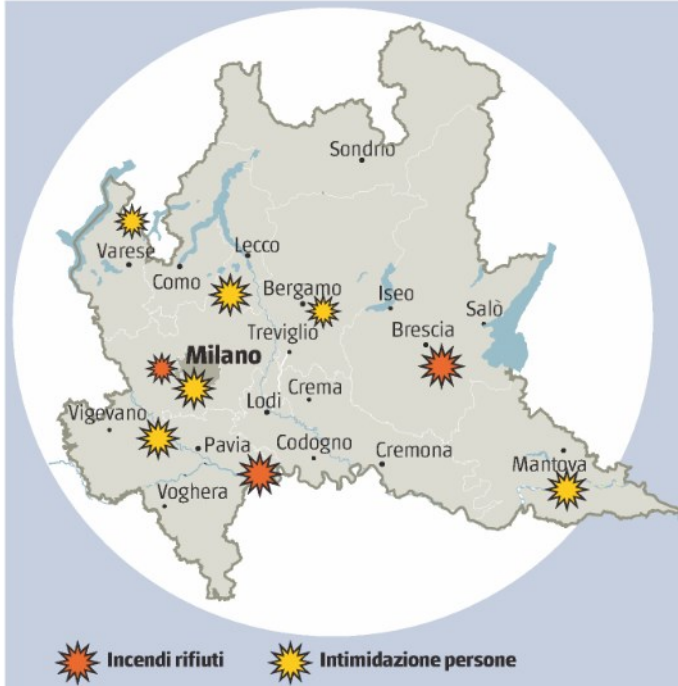 Sondrio
Varese
Como
Lecco
Bergamo
Iseo
Salò
Treviglio
Brescia
Milano
Crema
Lodi
Vigevano
Pavia
Codogno
Cremona
Mantova
Voghera
Incendi rifiuti
Intimidazione persone